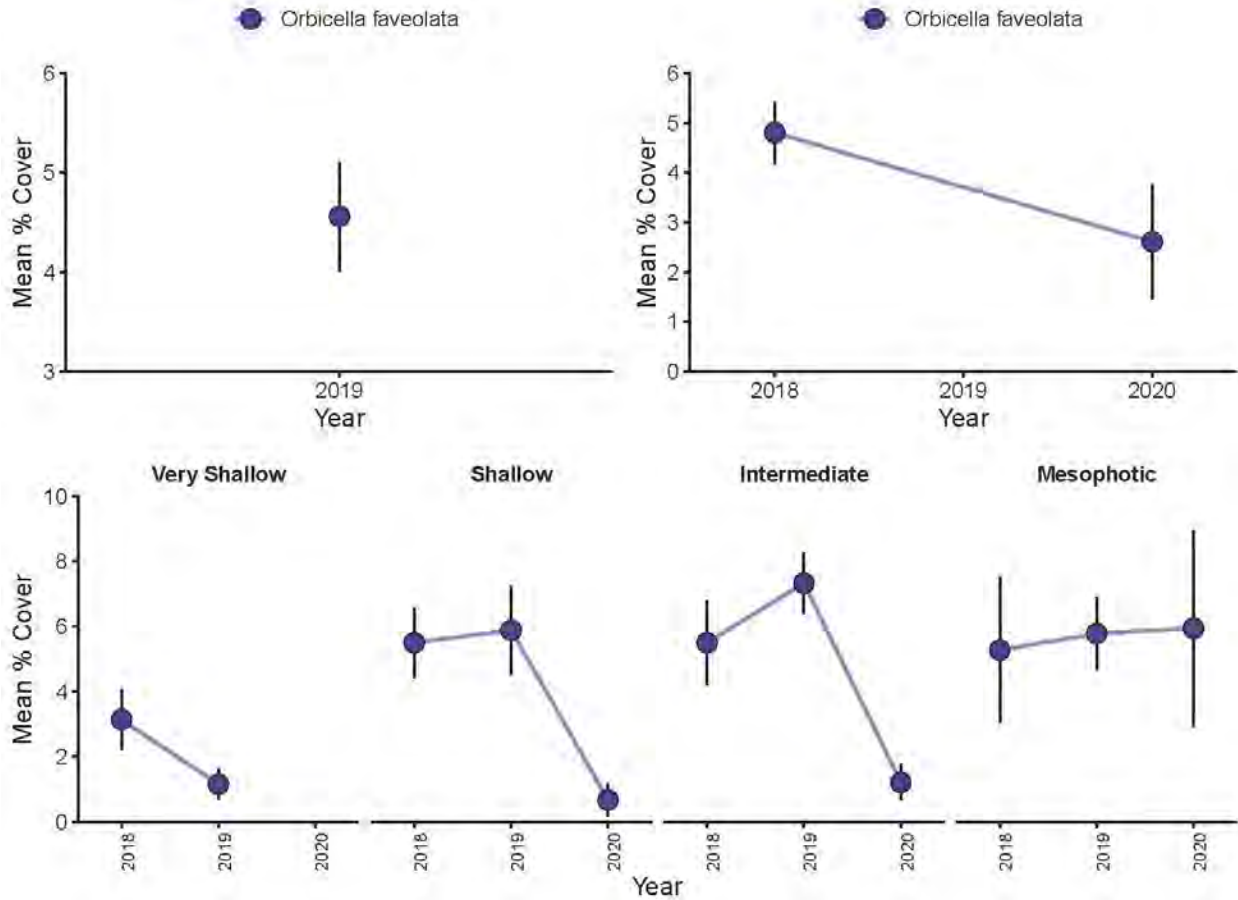 Orbicella faveolata
6
5
4
3
Mean % Cover
2019
Year
Orbicella faveolata
6
5
4
3
2
1
0
Mean % Cover
2018 2019 2020
Year
Very Shallow Shallow Intermediate Mesophotic
10
8
6
4
2
0
Mean % Cover
2018 2019 2020 2018 2019 2020 2018 2019 2020 2018 2019 2020
Year